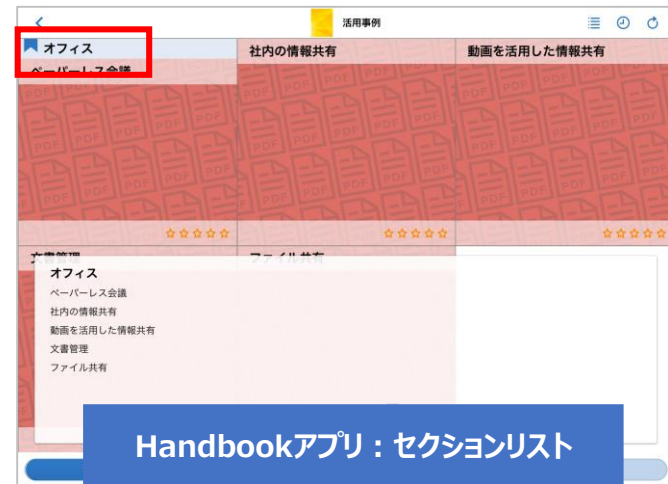 活用事例
オフィス
社内の情報共有
動画を活用した情報共有
ペーパーレス会議
PDF
☆☆☆☆☆
☆☆☆☆☆
☆☆☆☆☆
文書管理
ファイル共有
オフィス
ペーパーレス会議
社内の情報共有
動画を活用した情報共有
文書管理
ファイル共有
Handbookアプリ：セクションリスト